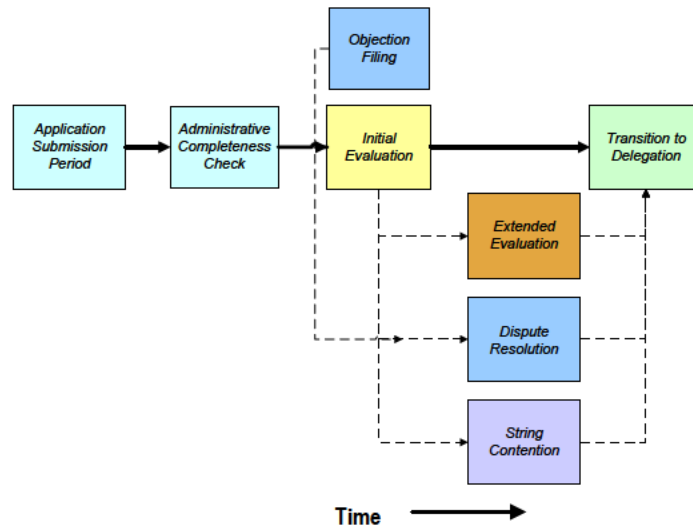 Objection
Filing
Application
Submission
Period
Administrative
Completeness
Check
Initial
Evaluation
Transition to
Delegation
Extended
Evaluation
Dispute
Resolution
String
Contention
Time